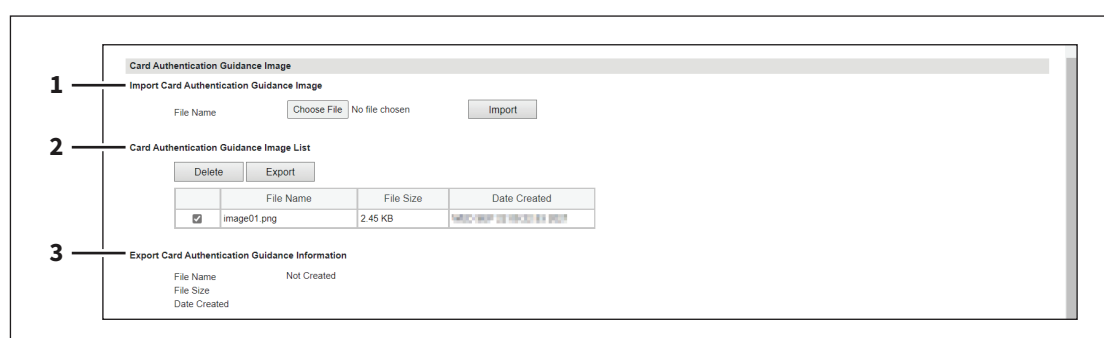 Card Authentication Guidance Image
1 Import Card Authentication Guidance Image
File Name Choose File No file chosen Import
2 Card Authentication Guidance Image List
Delete Export
File Name File Size Date Created
image01.png 2.45 KB
3 Export Card Authentication Guidance Information
File Name Not Created
File Size
Date Created